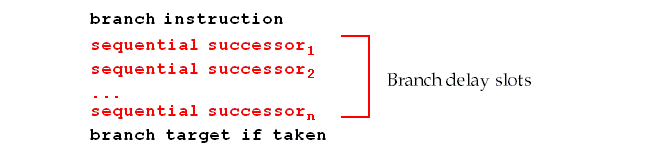 branch instruction
sequential successor1
sequential successor2
...
sequential successorn
branch target if taken
Branch delay slots